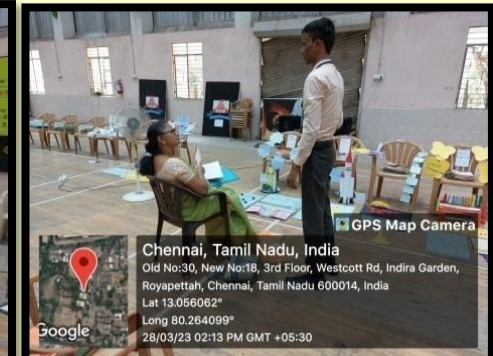 GPS Map Camera
Chennai, Tamil Nadu, India
Old No:30, New No:18, 3rd Floor, Westcott Rd, Indira Garden,
Royapettah, Chennai, Tamil Nadu 600014, India
Lat 13.056062°
Long 80.264099°
28/03/23 02:13 PM GMT +05:30
Google